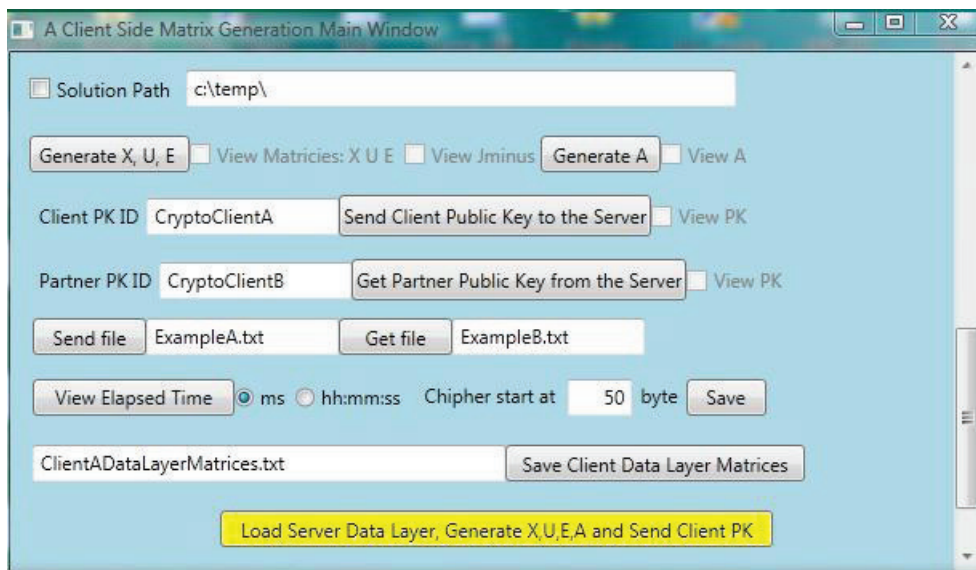 A Client Side Matrix Generation Main Window
Solution Path c:\temp\
Generate X, U, E View Matricies: X U E View Jminus Generate A View A
Client PK ID CryptoClientA Send Client Public Key to the Server View PK
Partner PK ID CryptoClientB Get Partner Public Key from the Server View PK
Send file ExampleA.txt Get file ExampleB.txt
View Elapsed Time ms hh:mm:ss Chipher start at 50 byte Save
ClientADataLayerMatrices.txt Save Client Data Layer Matrices
Load Server Data Layer, Generate X,U,E,A and Send Client PK